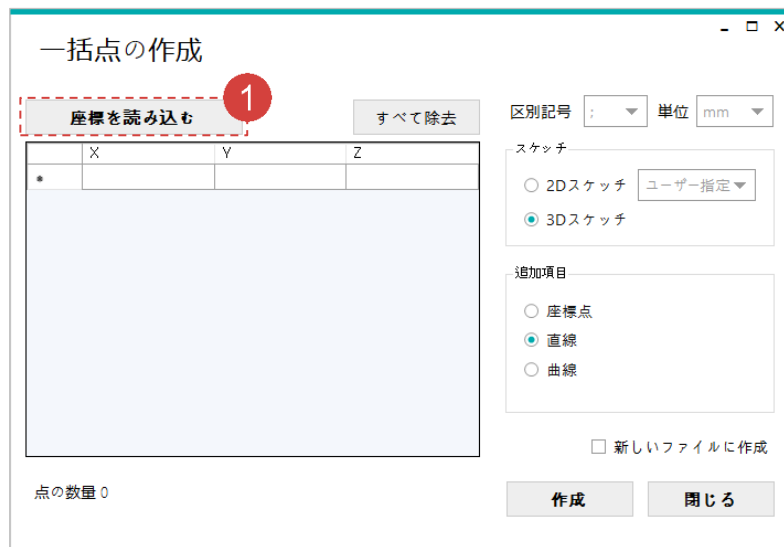 一括点の作成
座標を読み込む
1
すべて除去
区別記号 ; 単位 mm
X Y Z
*
スケッチ
2Dスケッチ ユーザー指定
3Dスケッチ
追加項目
座標点
直線
曲線
新しいファイルに作成
点の数量 0
作成 閉じる